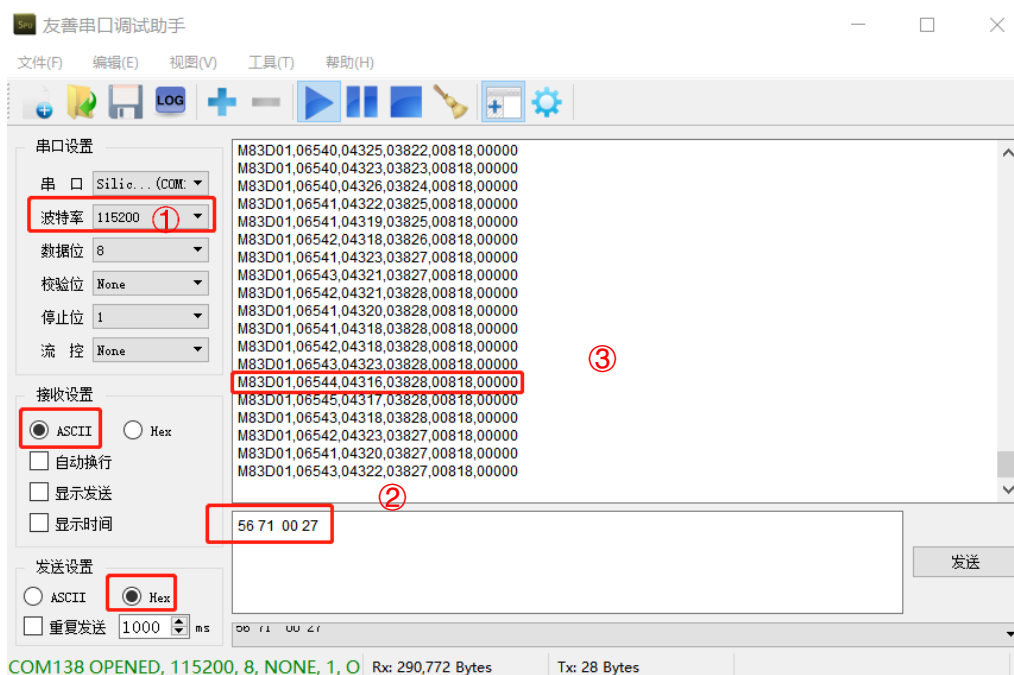 Spu 友善串口调试助手
文件(F) 编辑(E) 视图(V) 工具(T) 帮助(H)
LOG
串口设置
串 口 Silic...(COM:
波特率 115200 ①
数据位 8
校验位 None
停止位 1
流 控 None
接收设置
ASCII Hex
自动换行
显示发送
显示时间
发送设置
ASCII Hex
重复发送 1000 ms
M83D01,06540,04325,03822,00818,00000
M83D01,06540,04323,03823,00818,00000
M83D01,06540,04326,03824,00818,00000
M83D01,06541,04322,03825,00818,00000
M83D01,06541,04319,03825,00818,00000
M83D01,06542,04318,03826,00818,00000
M83D01,06541,04323,03827,00818,00000
M83D01,06543,04321,03827,00818,00000
M83D01,06542,04321,03828,00818,00000
M83D01,06541,04320,03828,00818,00000
M83D01,06541,04318,03828,00818,00000
M83D01,06542,04318,03828,00818,00000
M83D01,06543,04323,03828,00818,00000
③
M83D01,06544,04316,03828,00818,00000
M83D01,06545,04317,03828,00818,00000
M83D01,06543,04318,03828,00818,00000
M83D01,06542,04323,03827,00818,00000
M83D01,06541,04320,03827,00818,00000
M83D01,06543,04322,03827,00818,00000
②
56 71 00 27
发送
56 71 00 27
COM138 OPENED, 115200, 8, NONE, 1, O Rx: 290,772 Bytes Tx: 28 Bytes